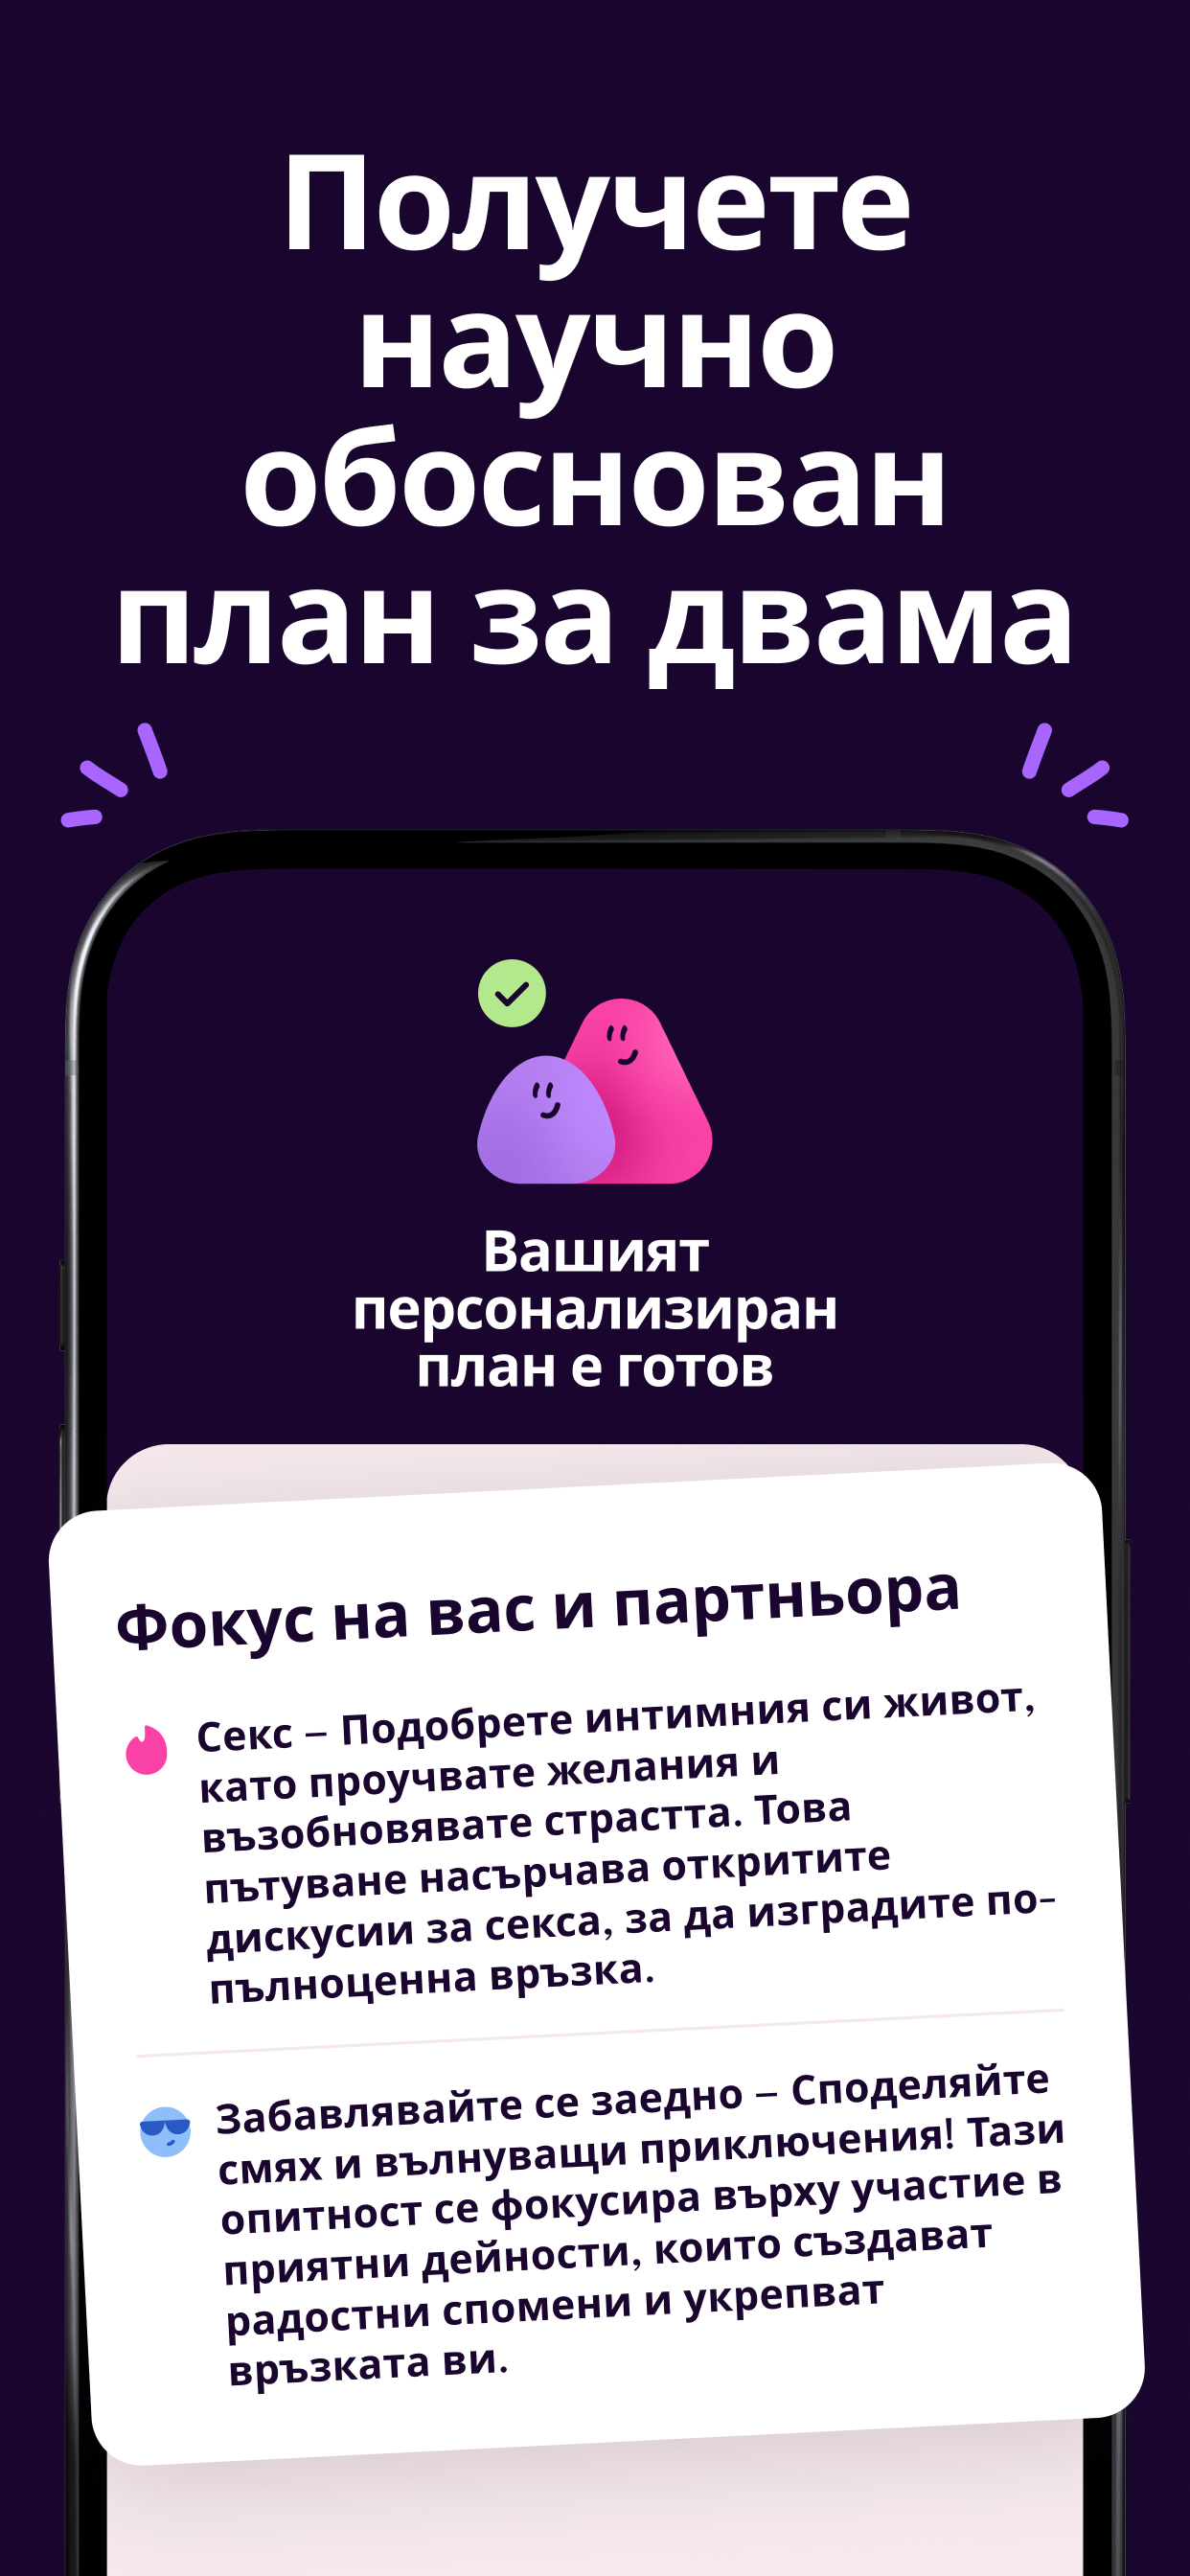 Получете
научно
обоснован
план за двама
Вашият
персонализиран
план е готов
Фокус на вас и партньора
Секс – Подобрете интимния си живот,
като проучвате желания и
възобновявате страстта. Това
пътуване насърчава откритите
дискусии за секса, за да изградите по-
пълноценна връзка.
Забавлявайте се заедно – Споделяйте
смях и вълнуващи приключения! Тази
опитност се фокусира върху участие в
приятни дейности, които създават
радостни спомени и укрепват
връзката ви.